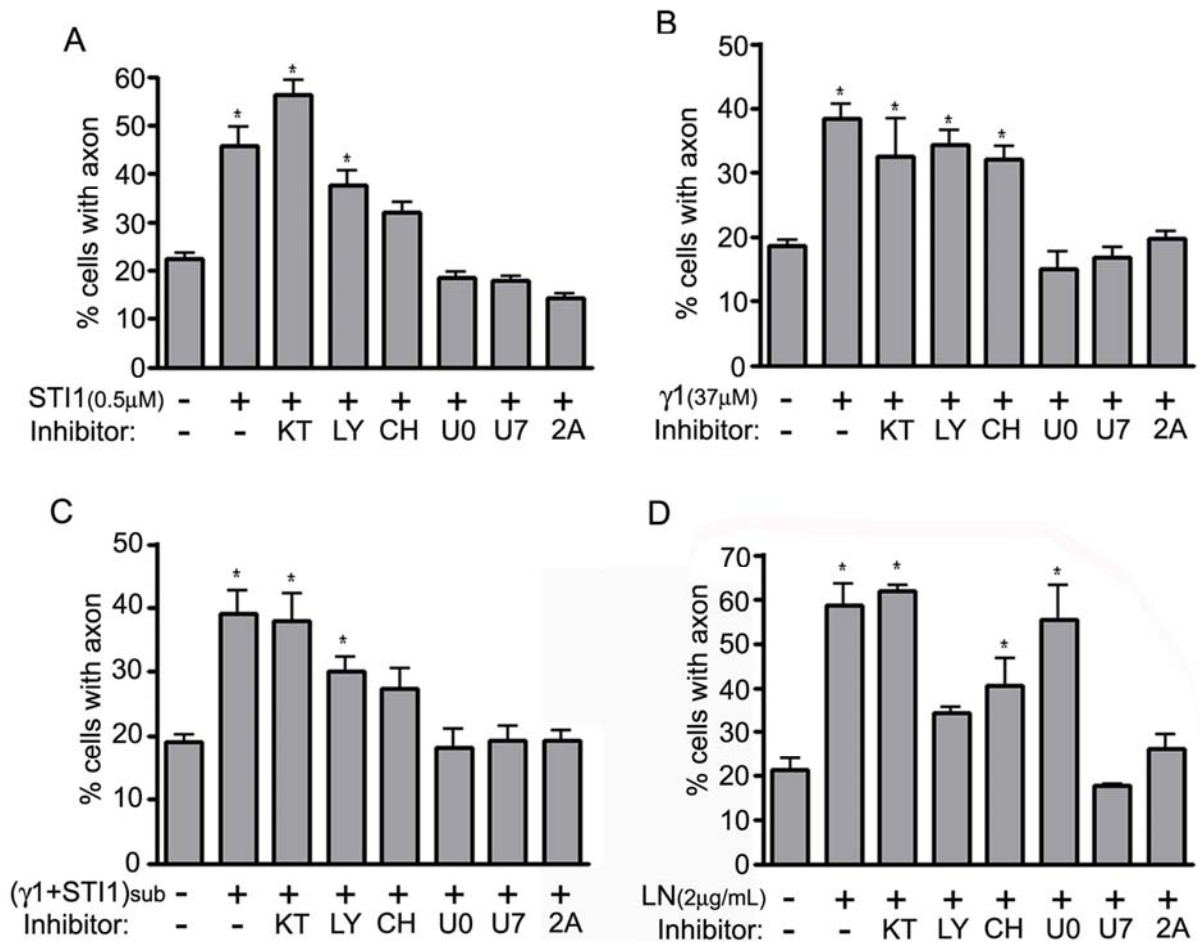 A
% cells with axon
60
50
40
30
20
10
0
* * *
STI1(0.5μM) - + + + + + + +
Inhibitor: - - KT LY CH U0 U7 2A
B
% cells with axon
50
40
30
20
10
0
* * * *
γ1(37μM) - + + + + + + +
Inhibitor: - - KT LY CH U0 U7 2A
C
% cells with axon
50
40
30
20
10
0
* * *
(γ1+STI1)sub - + + + + + + +
Inhibitor: - - KT LY CH U0 U7 2A
D
% cells with axon
70
60
50
40
30
20
10
0
* * * *
LN(2μg/mL) - + + + + + + +
Inhibitor: - - KT LY CH U0 U7 2A